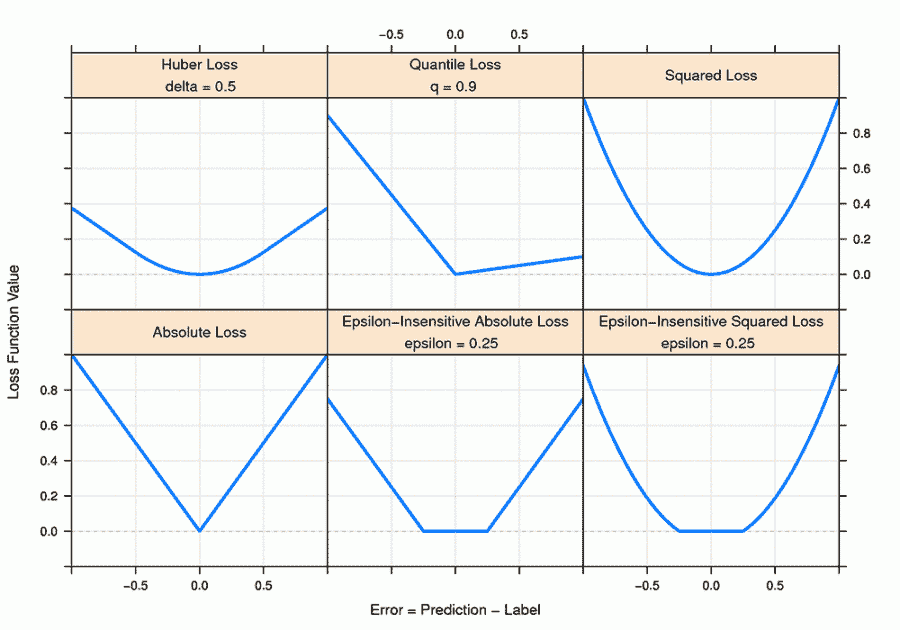 −0.5 0.0 0.5
Huber Loss
delta = 0.5
Quantile Loss
q = 0.9
Squared Loss
0.8
0.6
0.4
0.2
0.0
Loss Function Value
Absolute Loss
Epsilon−Insensitive Absolute Loss
epsilon = 0.25
Epsilon−Insensitive Squared Loss
epsilon = 0.25
0.8
0.6
0.4
0.2
0.0
−0.5 0.0 0.5
−0.5 0.0 0.5
Error = Prediction − Label